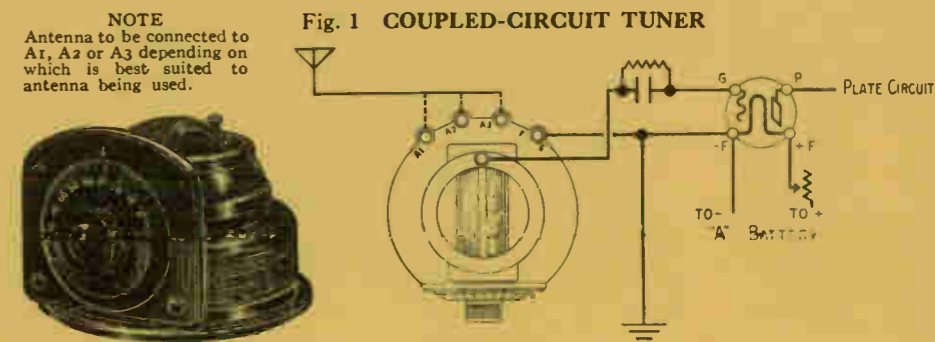 NOTE
Antenna to be connected to
A1, A2 or A3 depending on
which is best suited to
antenna being used.
Fig. 1 COUPLED-CIRCUIT TUNER
A1 A2 A3 F
G
G P
PLATE CIRCUIT
-F +F
TO- TO+
"A" BATTERY